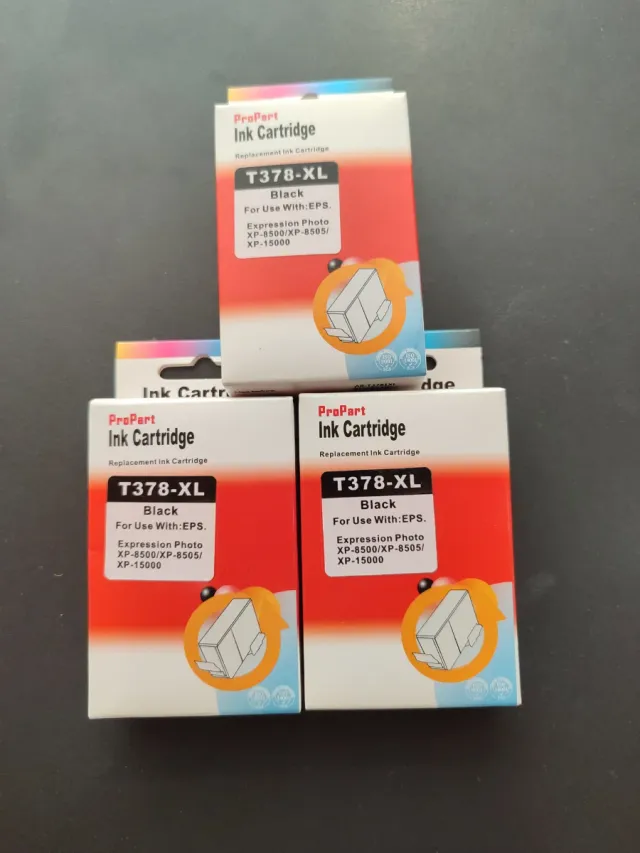 ProPart
Ink Cartridge
Replacement Ink Cartridge
T378-XL
Black
For Use With:EPS.
Expression Photo
XP-8500/XP-8505/
XP-15000
Ink Cartr
dge
ProPart
Ink Cartridge
Replacement Ink Cartridge
T378-XL
Black
For Use With:EPS.
Expression Photo
XP-8500/XP-8505/
XP-15000
ProPart
Ink Cartridge
Replacement Ink Cartridge
T378-XL
Black
For Use With:EPS.
Expression Photo
XP-8500/XP-8505/
XP-15000